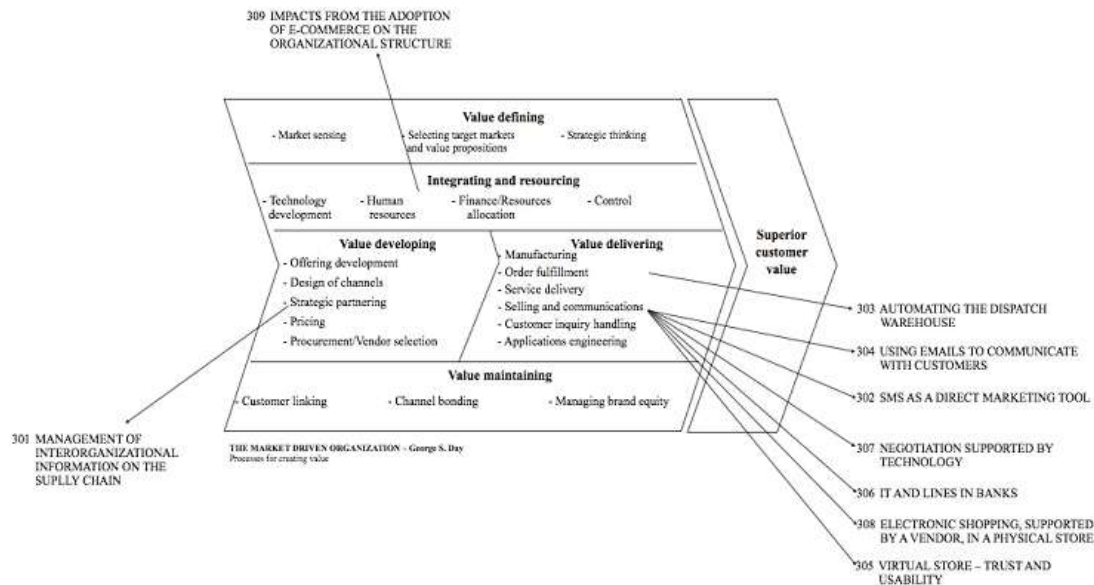 309 IMPACTS FROM THE ADOPTION
OF E-COMMERCE ON THE
ORGANIZATIONAL STRUCTURE
Value defining
- Market sensing
- Selecting target markets
and value propositions
- Strategic thinking
Integrating and resourcing
- Technology
development
- Human
resources
- Finance/Resources
allocation
- Control
Value developing
- Offering development
- Design of channels
- Strategic partnering
- Pricing
- Procurement/Vendor selection
Value delivering
- Manufacturing
- Order fulfillment
- Service delivery
- Selling and communications
- Customer inquiry handling
- Applications engineering
Value maintaining
- Customer linking
- Channel bonding
- Managing brand equity
Superior
customer
value
THE MARKET DRIVEN ORGANIZATION – George S. Day
Processes for creating value
301 MANAGEMENT OF
INTERORGANIZATIONAL
INFORMATION ON THE
SUPLLY CHAIN
303 AUTOMATING THE DISPATCH
WAREHOUSE
304 USING EMAILS TO COMMUNICATE
WITH CUSTOMERS
302 SMS AS A DIRECT MARKETING TOOL
307 NEGOTIATION SUPPORTED BY
TECHNOLOGY
306 IT AND LINES IN BANKS
308 ELECTRONIC SHOPPING, SUPPORTED
BY A VENDOR, IN A PHYSICAL STORE
305 VIRTUAL STORE – TRUST AND
USABILITY